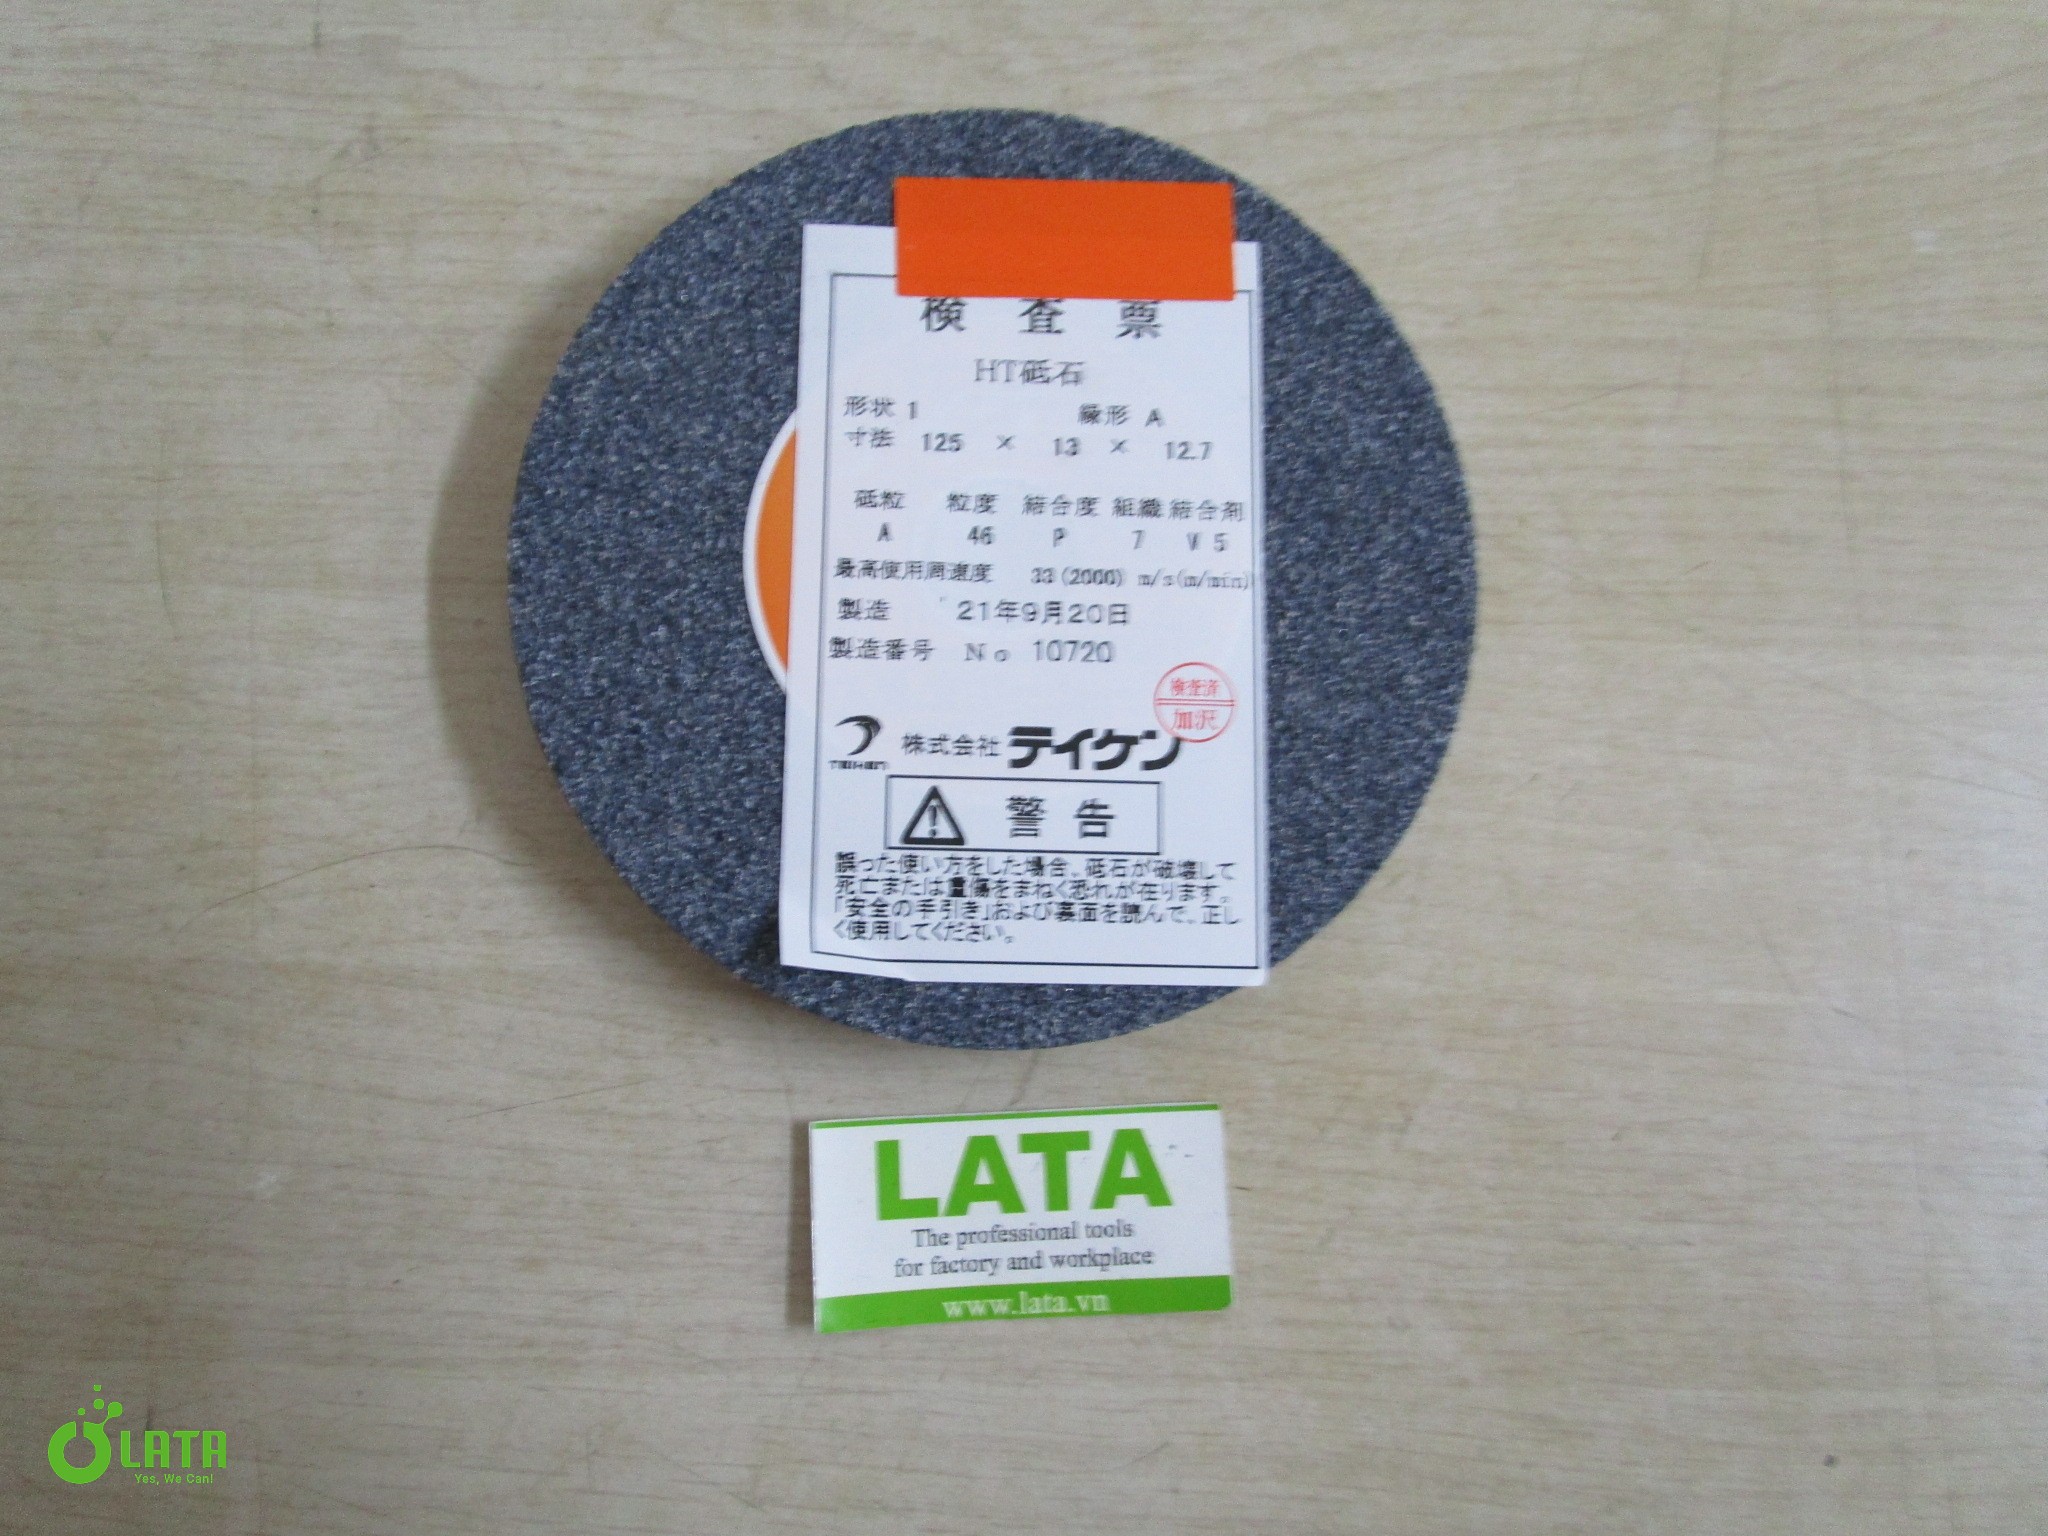 検査票
HT砥石
形状 1 縁形 A
寸法 125 × 13 × 12.7
砥粒 粒度 結合度 組織 結合剤
A 46 P 7 V 5
最高使用周速度 33 (2000) m/s(m/min)
製造 '21年9月20日
製造番号 No 10720
検査済
加沢
TEIKEN 株式会社 テイケン
警告
誤った使い方をした場合、砥石が破壊して
死亡または重傷をまねく恐れが在ります。
「安全の手引き」および裏面を読んで、正し
く使用してください。
LATA
The professional tools
for factory and workplace
www.lata.vn
LATA
Yes, We Can!